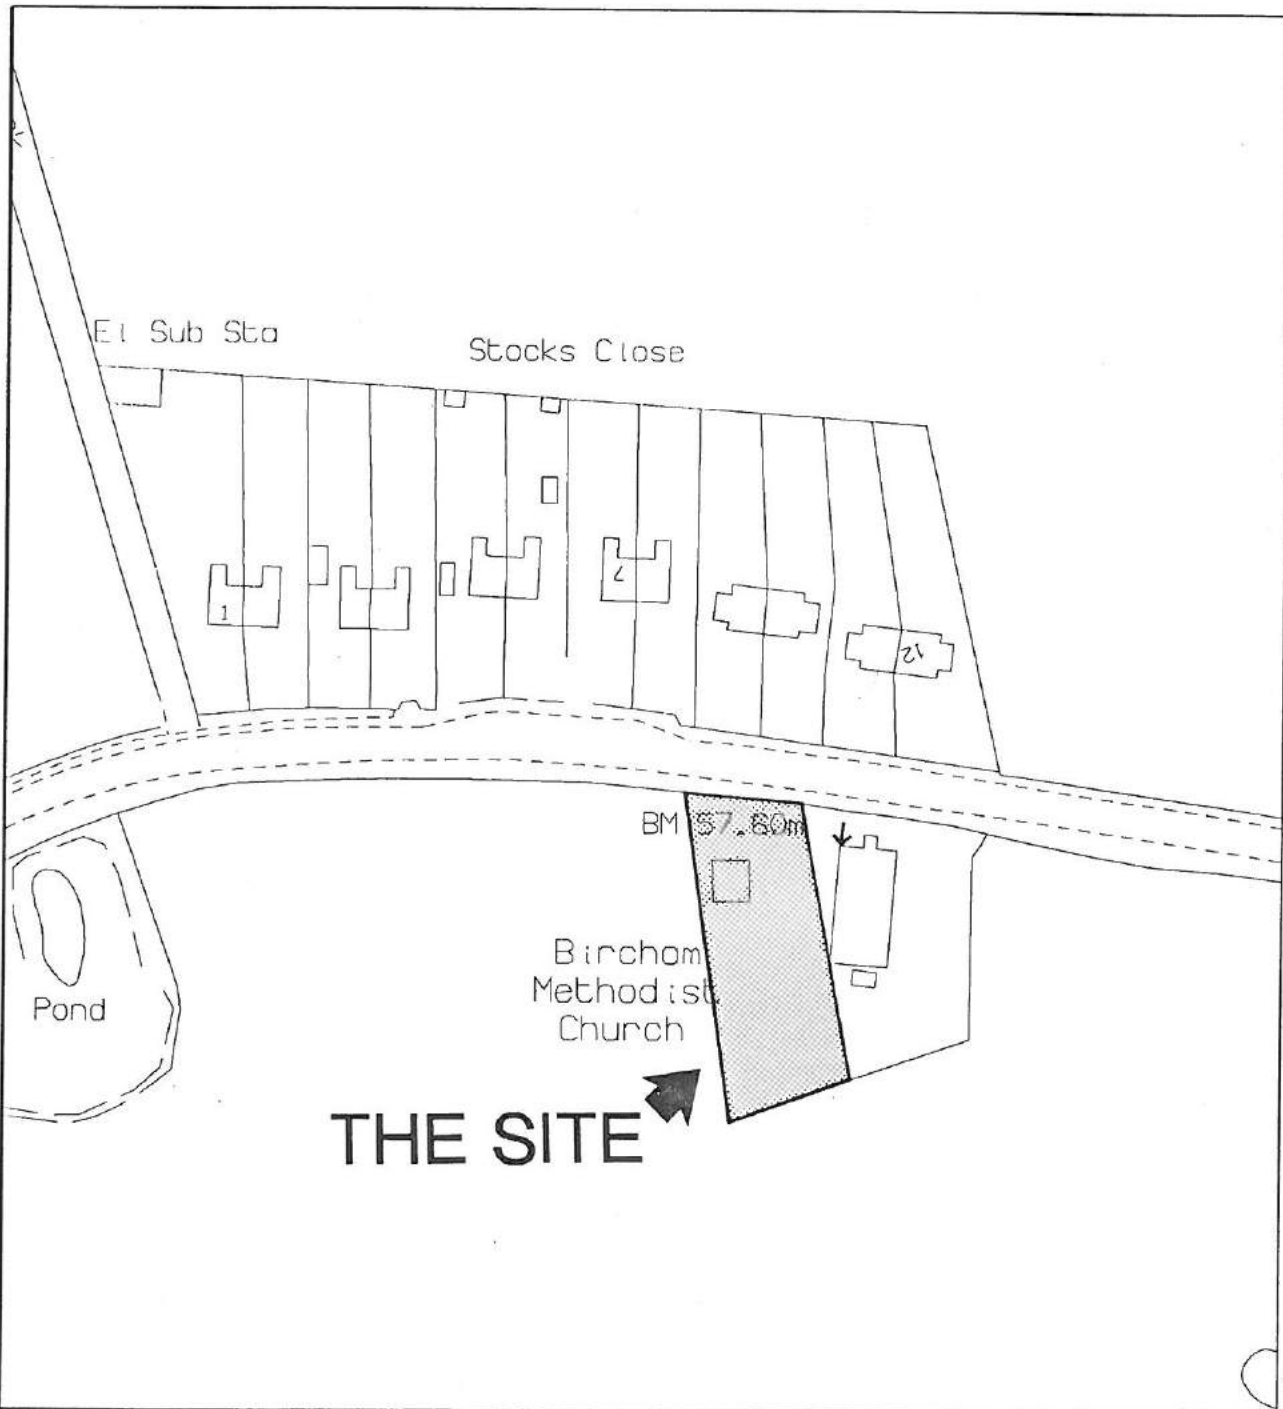 El Sub Sta
Stocks Close
1
7
12
BM 57.60m
Birchom
Methodist
Church
Pond
THE SITE